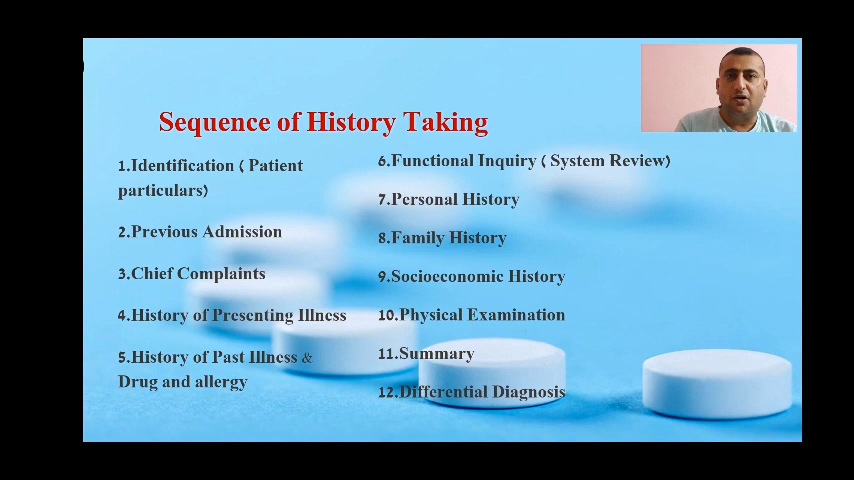 Sequence of History Taking
1.Identification ( Patient
particulars)
2.Previous Admission
3.Chief Complaints
4.History of Presenting Illness
5.History of Past Illness &
Drug and allergy
6.Functional Inquiry ( System Review)
7.Personal History
8.Family History
9.Socioeconomic History
10.Physical Examination
11.Summary
12.Differential Diagnosis